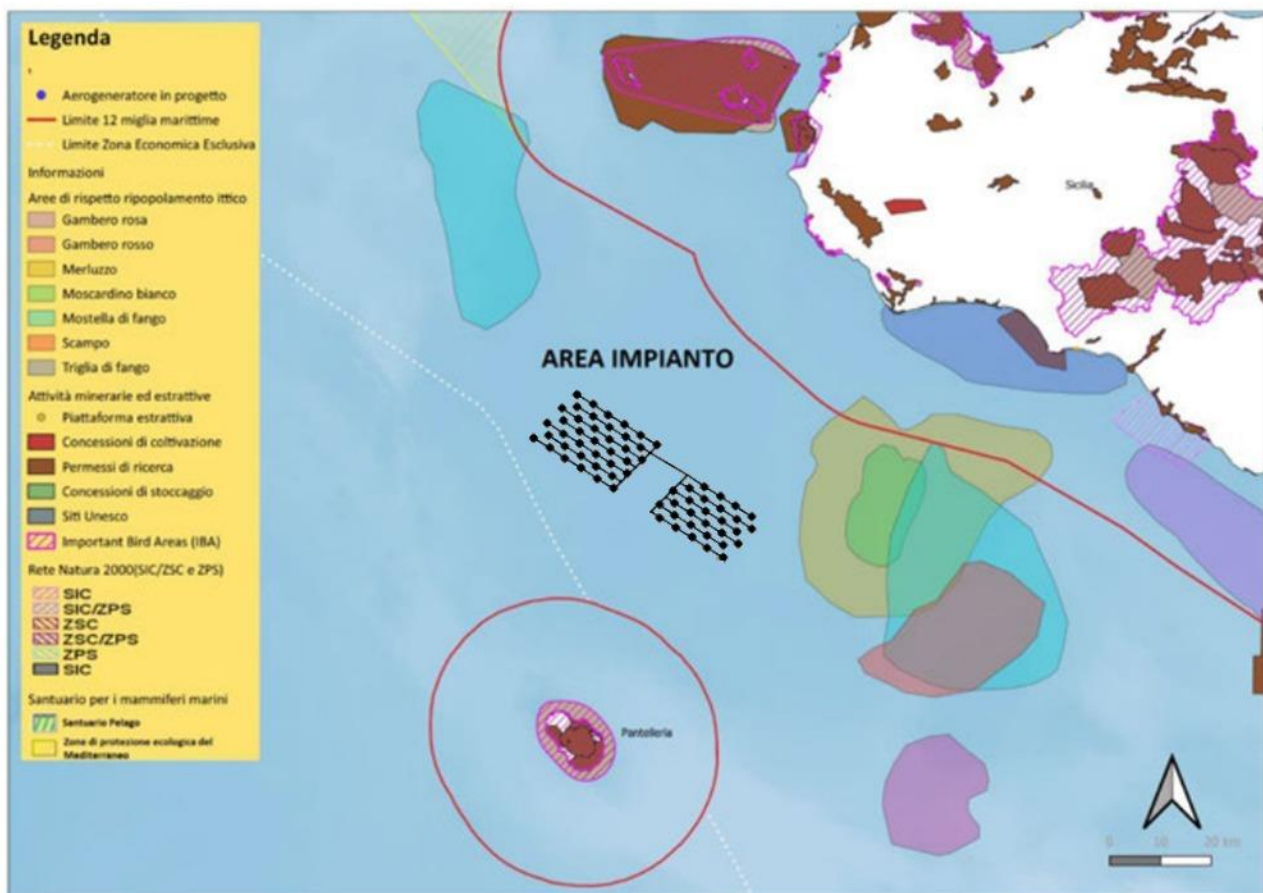 Legenda
Aerogeneratore in progetto
Limite 12 miglia marittime
Limite Zona Economica Esclusiva
Informazioni
Aree di rispetto ripopolamento ittico
Gambero rosa
Gambero rosso
Merluzzo
Moscardino bianco
Mostella di fango
Scampo
Triglia di fango
Attività minerarie ed estrattive
Piattaforma estrattiva
Concessioni di coltivazione
Permessi di ricerca
Concessioni di stoccaggio
Siti Unesco
Important Bird Areas (IBA)
Rete Natura 2000(SIC/ZSC e ZPS)
SIC
SIC/ZPS
ZSC
ZSC/ZPS
ZPS
SIC
Santuario per i mammiferi marini
Santuario Pelago
Zone di protezione ecologica del
Mediterraneo
Sicilia
AREA IMPIANTO
Pantelleria
0 10 20 km